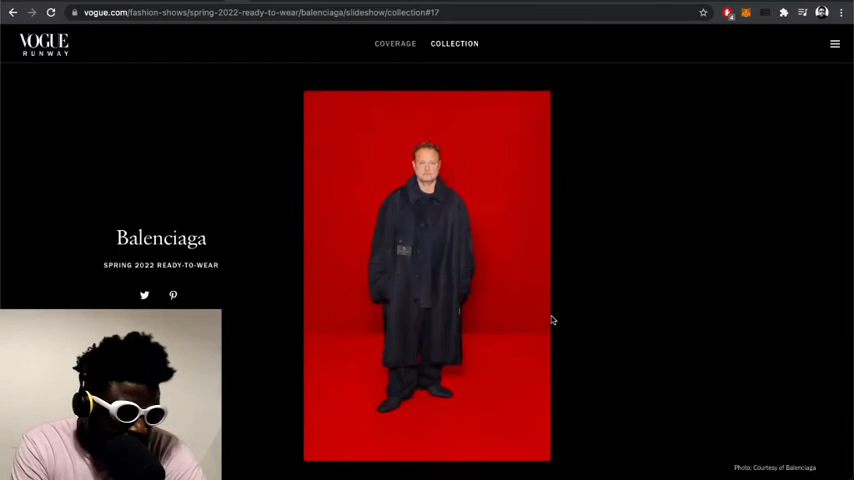 vogue.com/fashion-shows/spring-2022-ready-to-wear/balenciaga/slideshow/collection#17
4
VOGUE
RUNWAY
COVERAGE
COLLECTION
Balenciaga
SPRING 2022 READY-TO-WEAR
Photo: Courtesy of Balenciaga